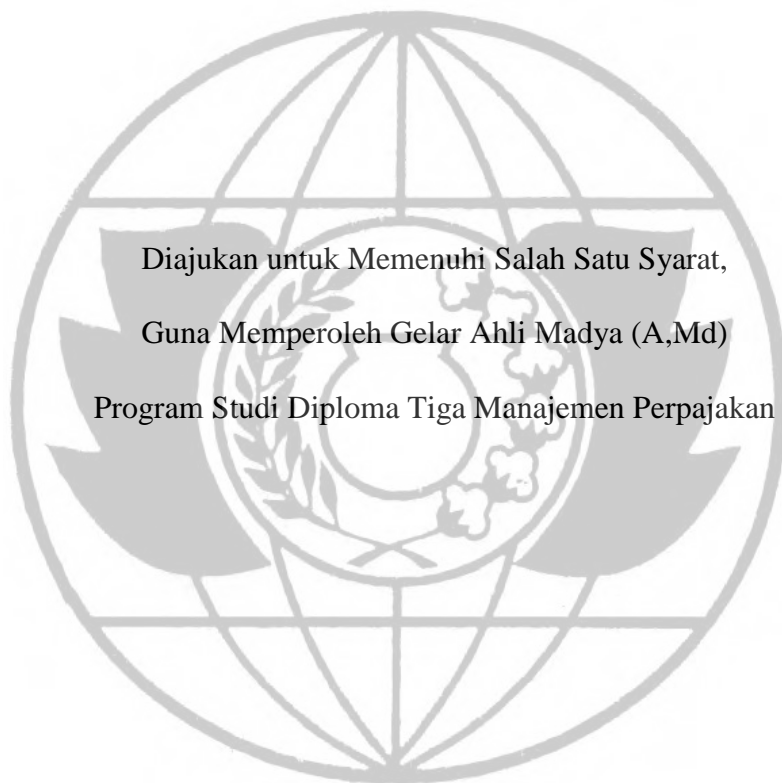 Diajukan untuk Memenuhi Salah Satu Syarat,
Guna Memperoleh Gelar Ahli Madya (A,Md)
Program Studi Diploma Tiga Manajemen Perpajakan